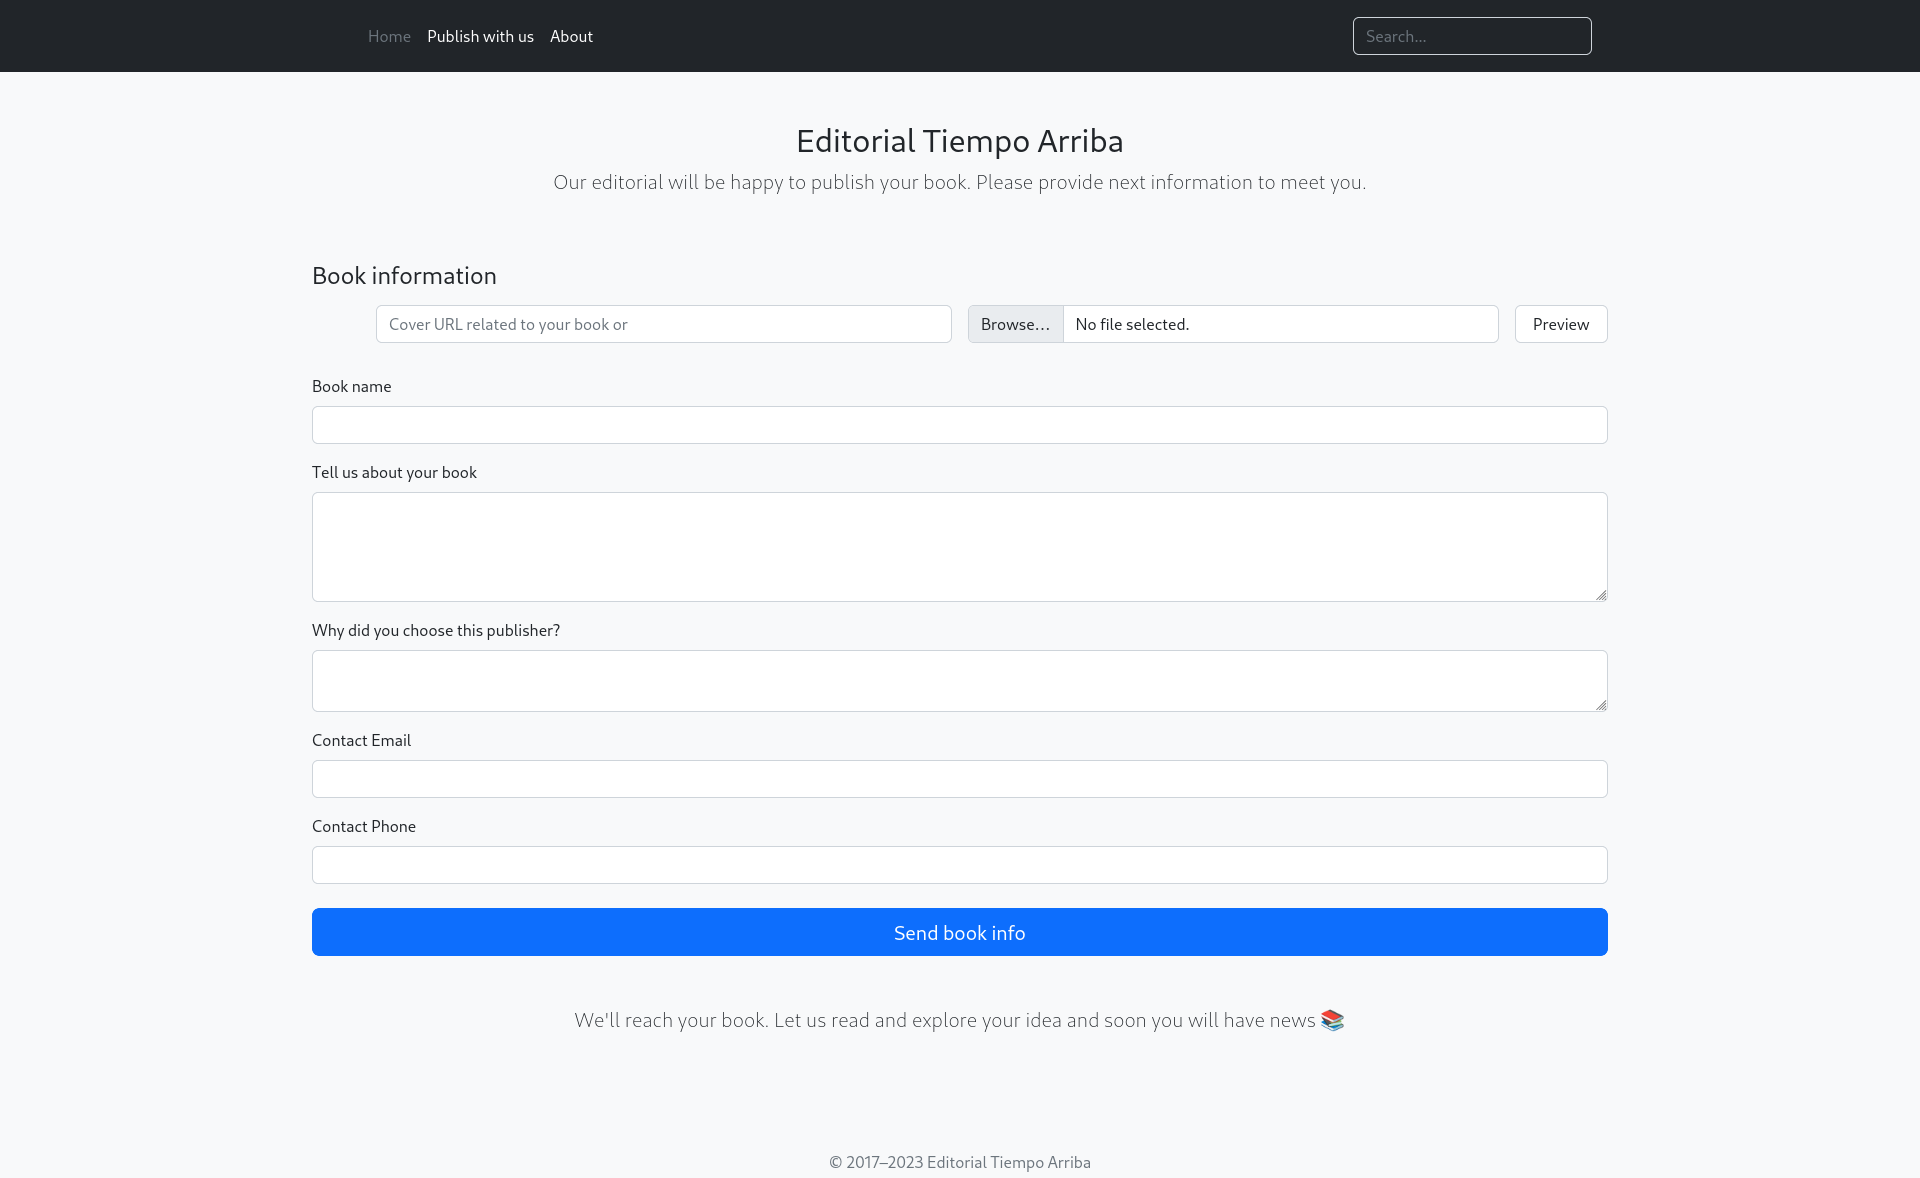 Home Publish with us About Search...
Editorial Tiempo Arriba
Our editorial will be happy to publish your book. Please provide next information to meet you.
Book information
Cover URL related to your book or Browse... No file selected. Preview
Book name
Tell us about your book
Why did you choose this publisher?
Contact Email
Contact Phone
Send book info
We'll reach your book. Let us read and explore your idea and soon you will have news 📚
© 2017–2023 Editorial Tiempo Arriba